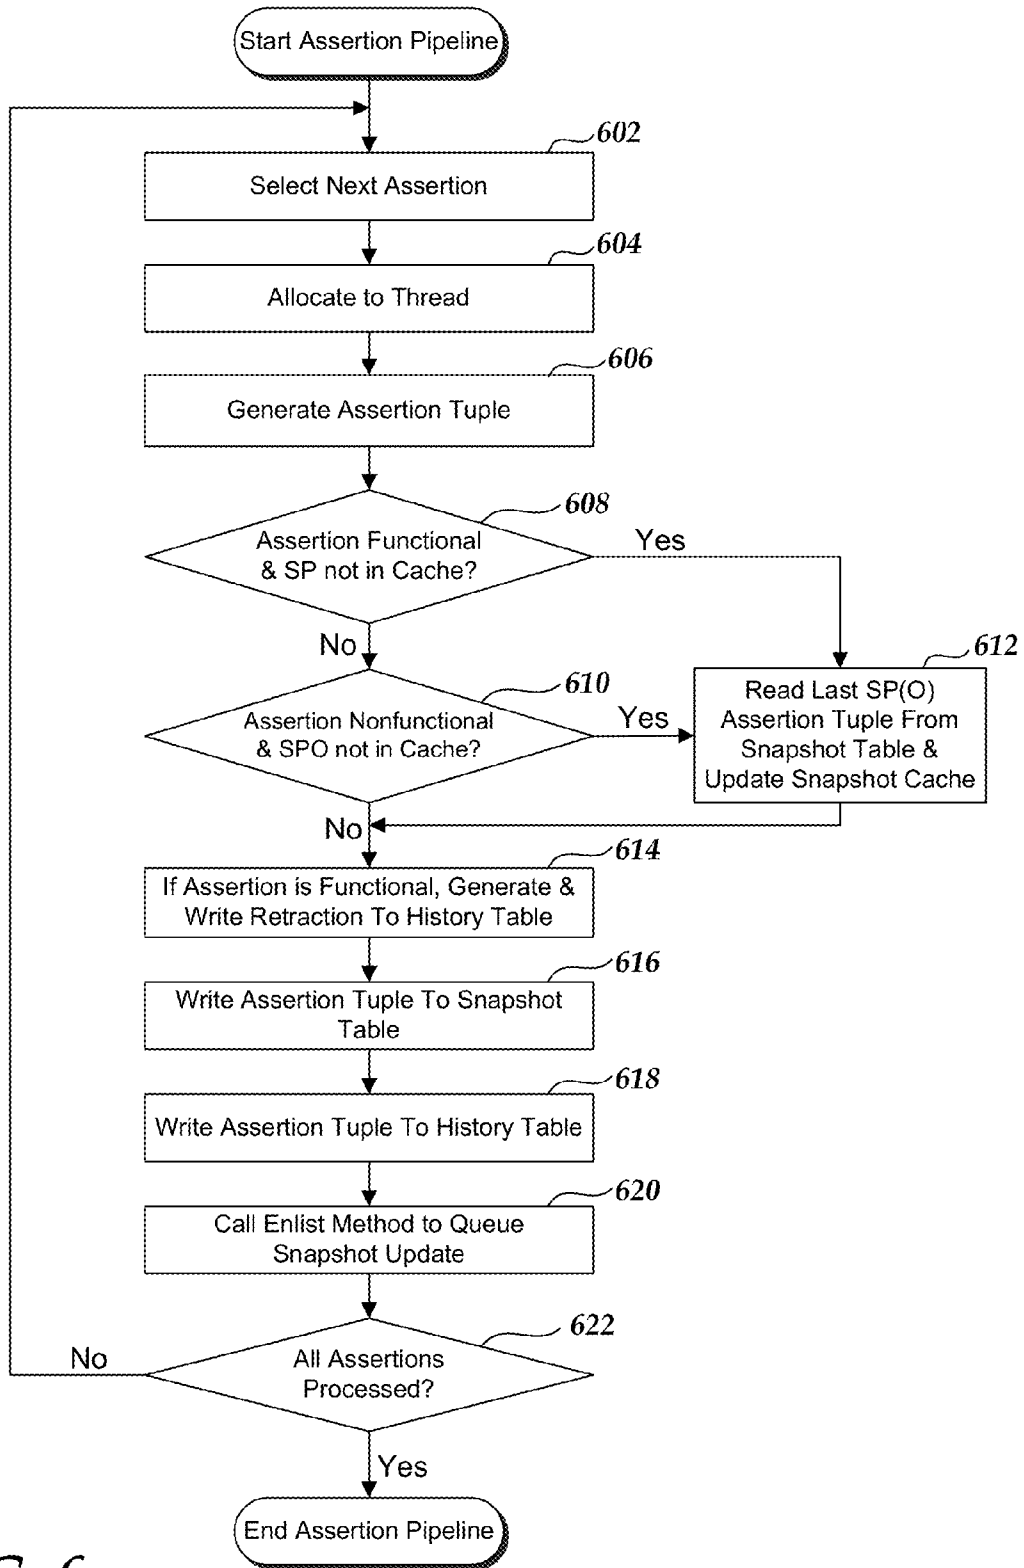 Start Assertion Pipeline
602
Select Next Assertion
604
Allocate to Thread
606
Generate Assertion Tuple
608
Assertion Functional
& SP not in Cache?
Yes
No
612
Read Last SP(O)
Assertion Tuple From
Snapshot Table &
Update Snapshot Cache
610
Assertion Nonfunctional
& SPO not in Cache?
Yes
No
614
If Assertion is Functional, Generate &
Write Retraction To History Table
616
Write Assertion Tuple To Snapshot
Table
618
Write Assertion Tuple To History Table
620
Call Enlist Method to Queue
Snapshot Update
622
All Assertions
Processed?
No
Yes
End Assertion Pipeline